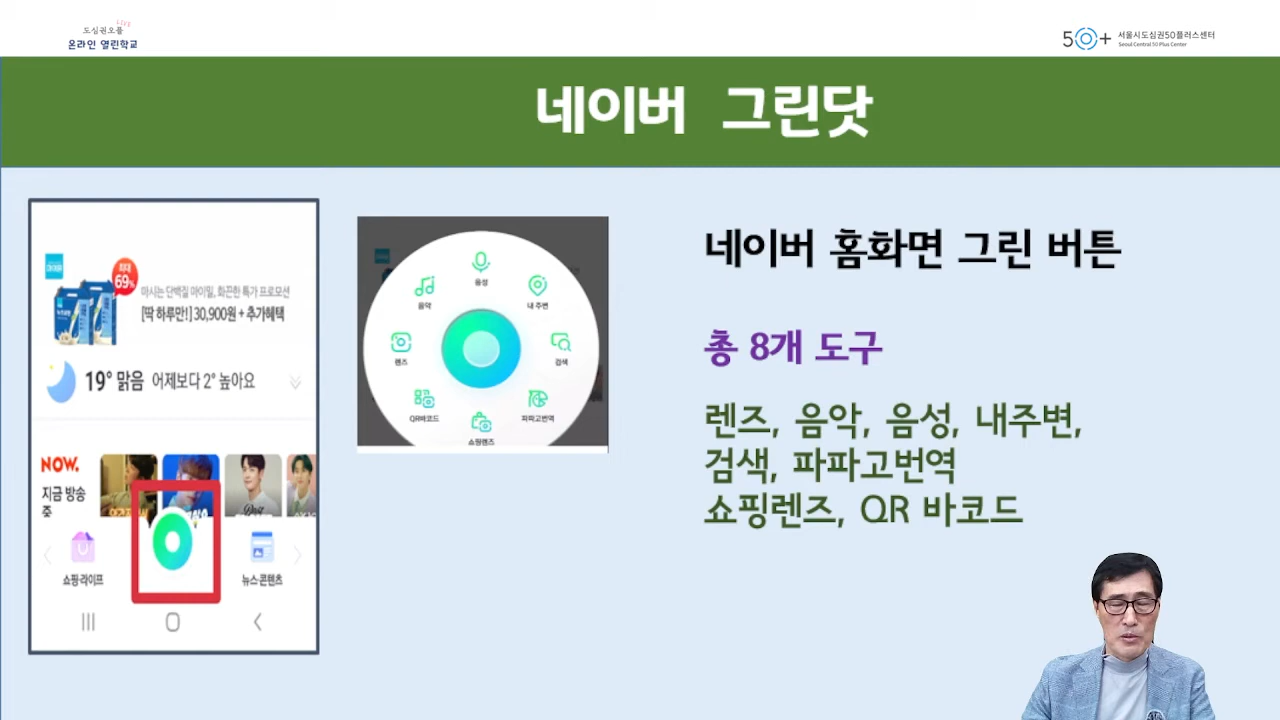 도심권오플 LIVE
온라인 열린학교
50+ 서울시도심권50플러스센터
Seoul Central 50 Plus Center
네이버 그린닷
최대
69%
마시는 단백질 마이밀, 화끈한 특가 프로모션
[딱 하루만!] 30,900원 + 추가혜택
19° 맑음 어제보다 2° 높아요
NOW.
지금 방송
중
쇼핑·라이프
뉴스·콘텐츠
음성
음악
내 주변
렌즈
검색
QR바코드
파파고번역
쇼핑렌즈
네이버 홈화면 그린 버튼
총 8개 도구
렌즈, 음악, 음성, 내주변,
검색, 파파고번역
쇼핑렌즈, QR 바코드